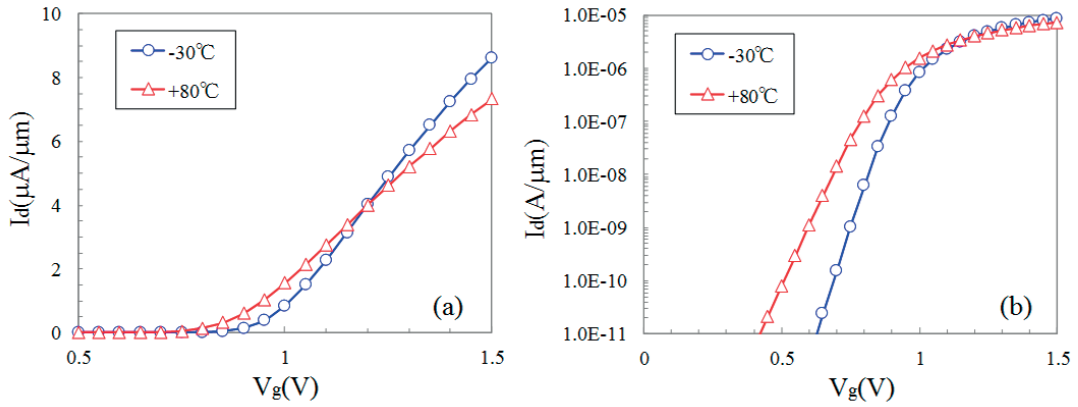 (a)
10
8
6
4
2
0
Id(μA/μm)
-30℃
+80℃
0.5
1
1.5
Vg(V)
(b)
1.0E-05
1.0E-06
1.0E-07
1.0E-08
1.0E-09
1.0E-10
1.0E-11
Id(A/μm)
-30℃
+80℃
0
0.5
1
1.5
Vg(V)